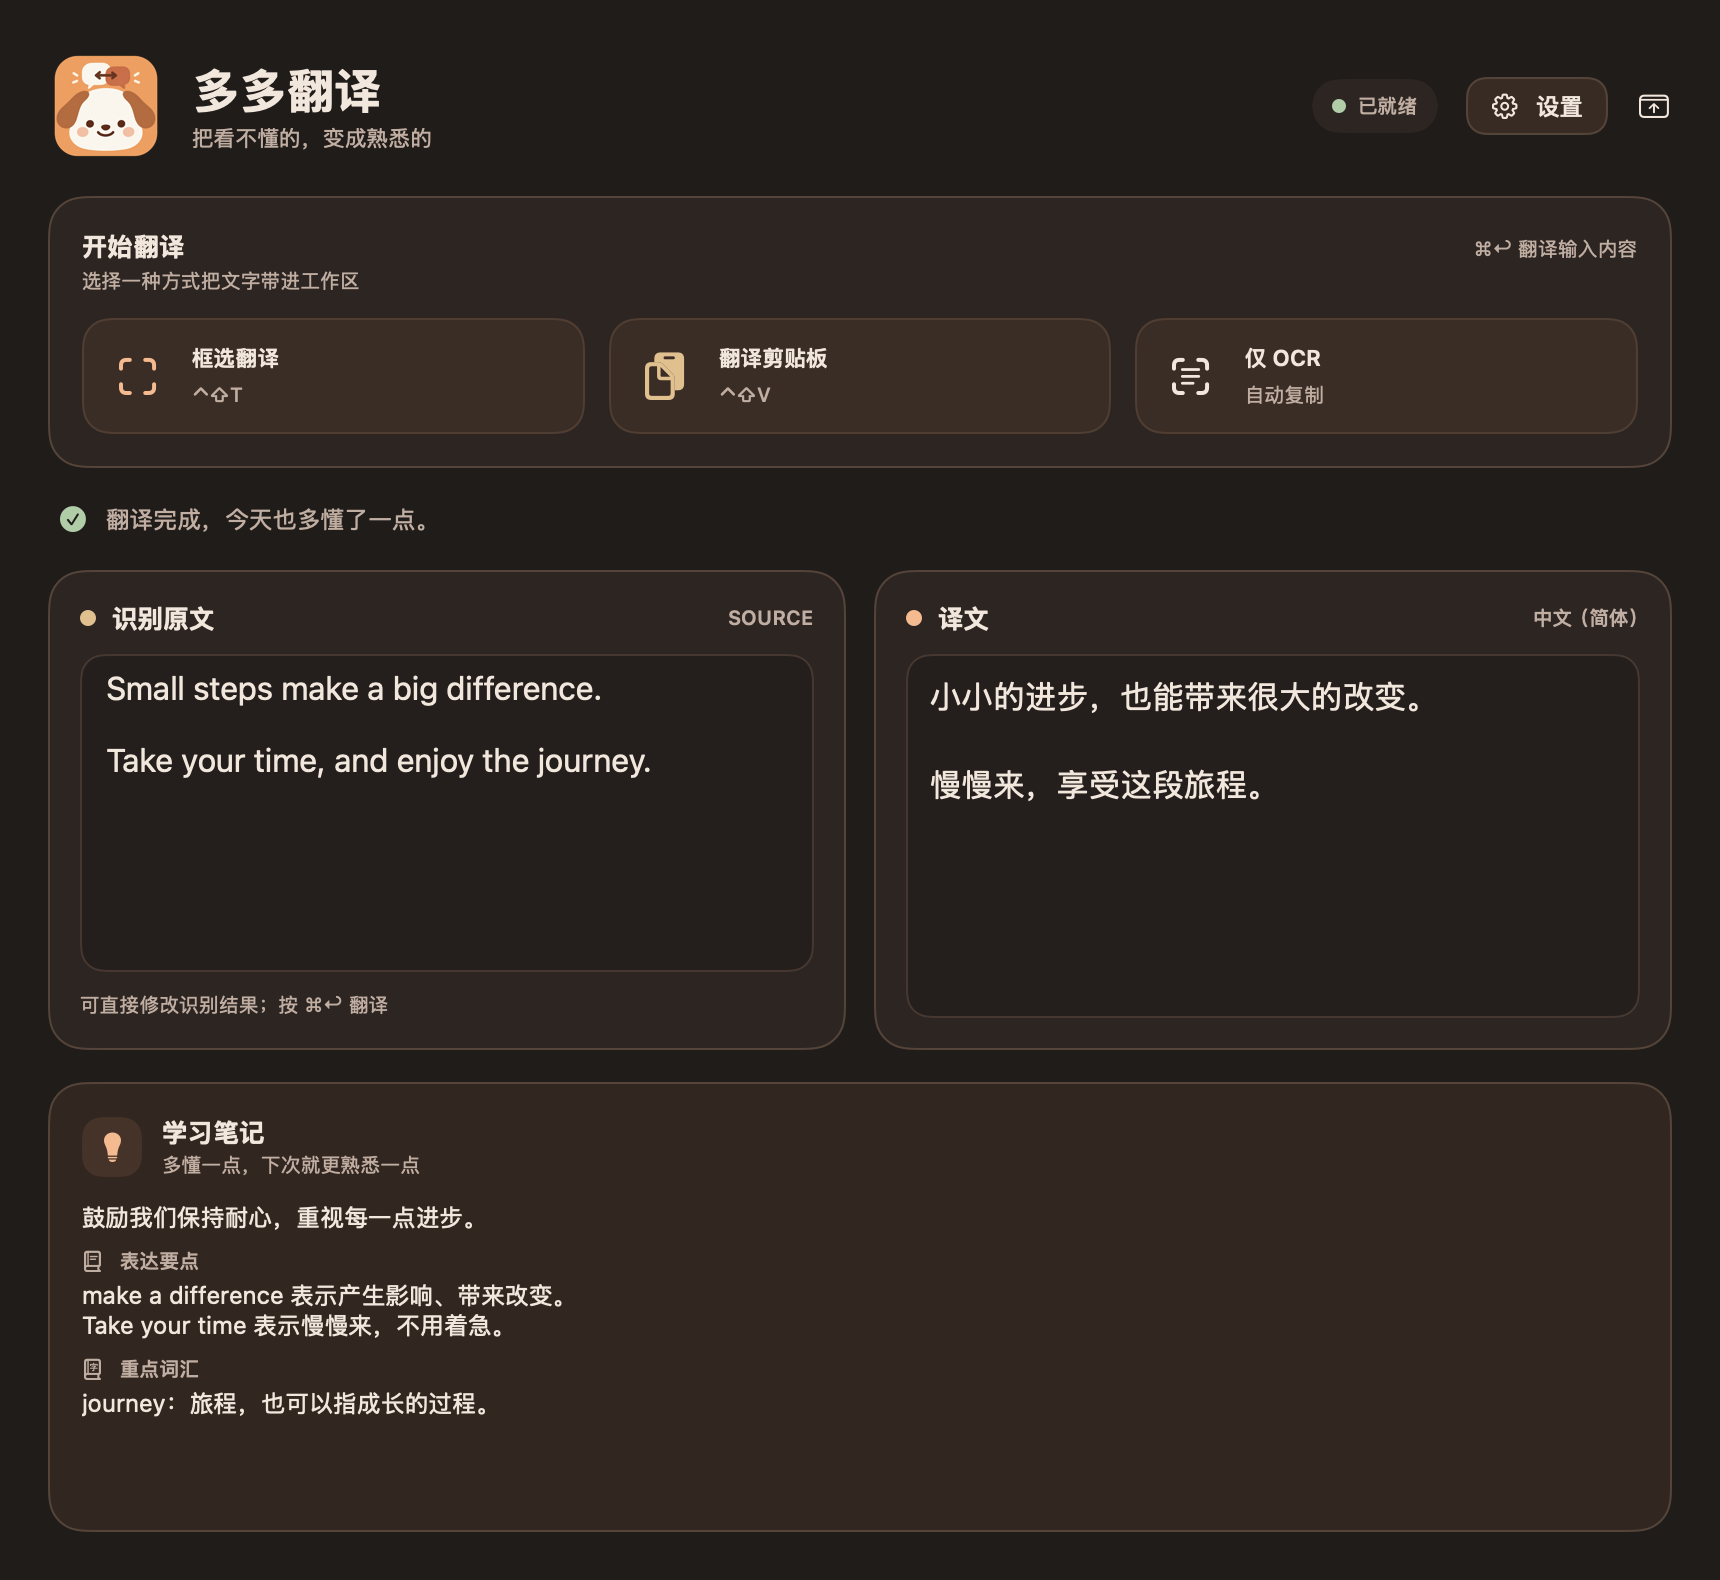 多多翻译
把看不懂的，变成熟悉的
已就绪
设置
开始翻译
选择一种方式把文字带进工作区
⌘↩ 翻译输入内容
框选翻译
⌃⇧T
翻译剪贴板
⌃⇧V
仅 OCR
自动复制
翻译完成，今天也多懂了一点。
识别原文
SOURCE
Small steps make a big difference.
Take your time, and enjoy the journey.
可直接修改识别结果；按 ⌘↩ 翻译
译文
中文（简体）
小小的进步，也能带来很大的改变。
慢慢来，享受这段旅程。
学习笔记
多懂一点，下次就更熟悉一点
鼓励我们保持耐心，重视每一点进步。
表达要点
make a difference 表示产生影响、带来改变。
Take your time 表示慢慢来，不用着急。
重点词汇
journey：旅程，也可以指成长的过程。